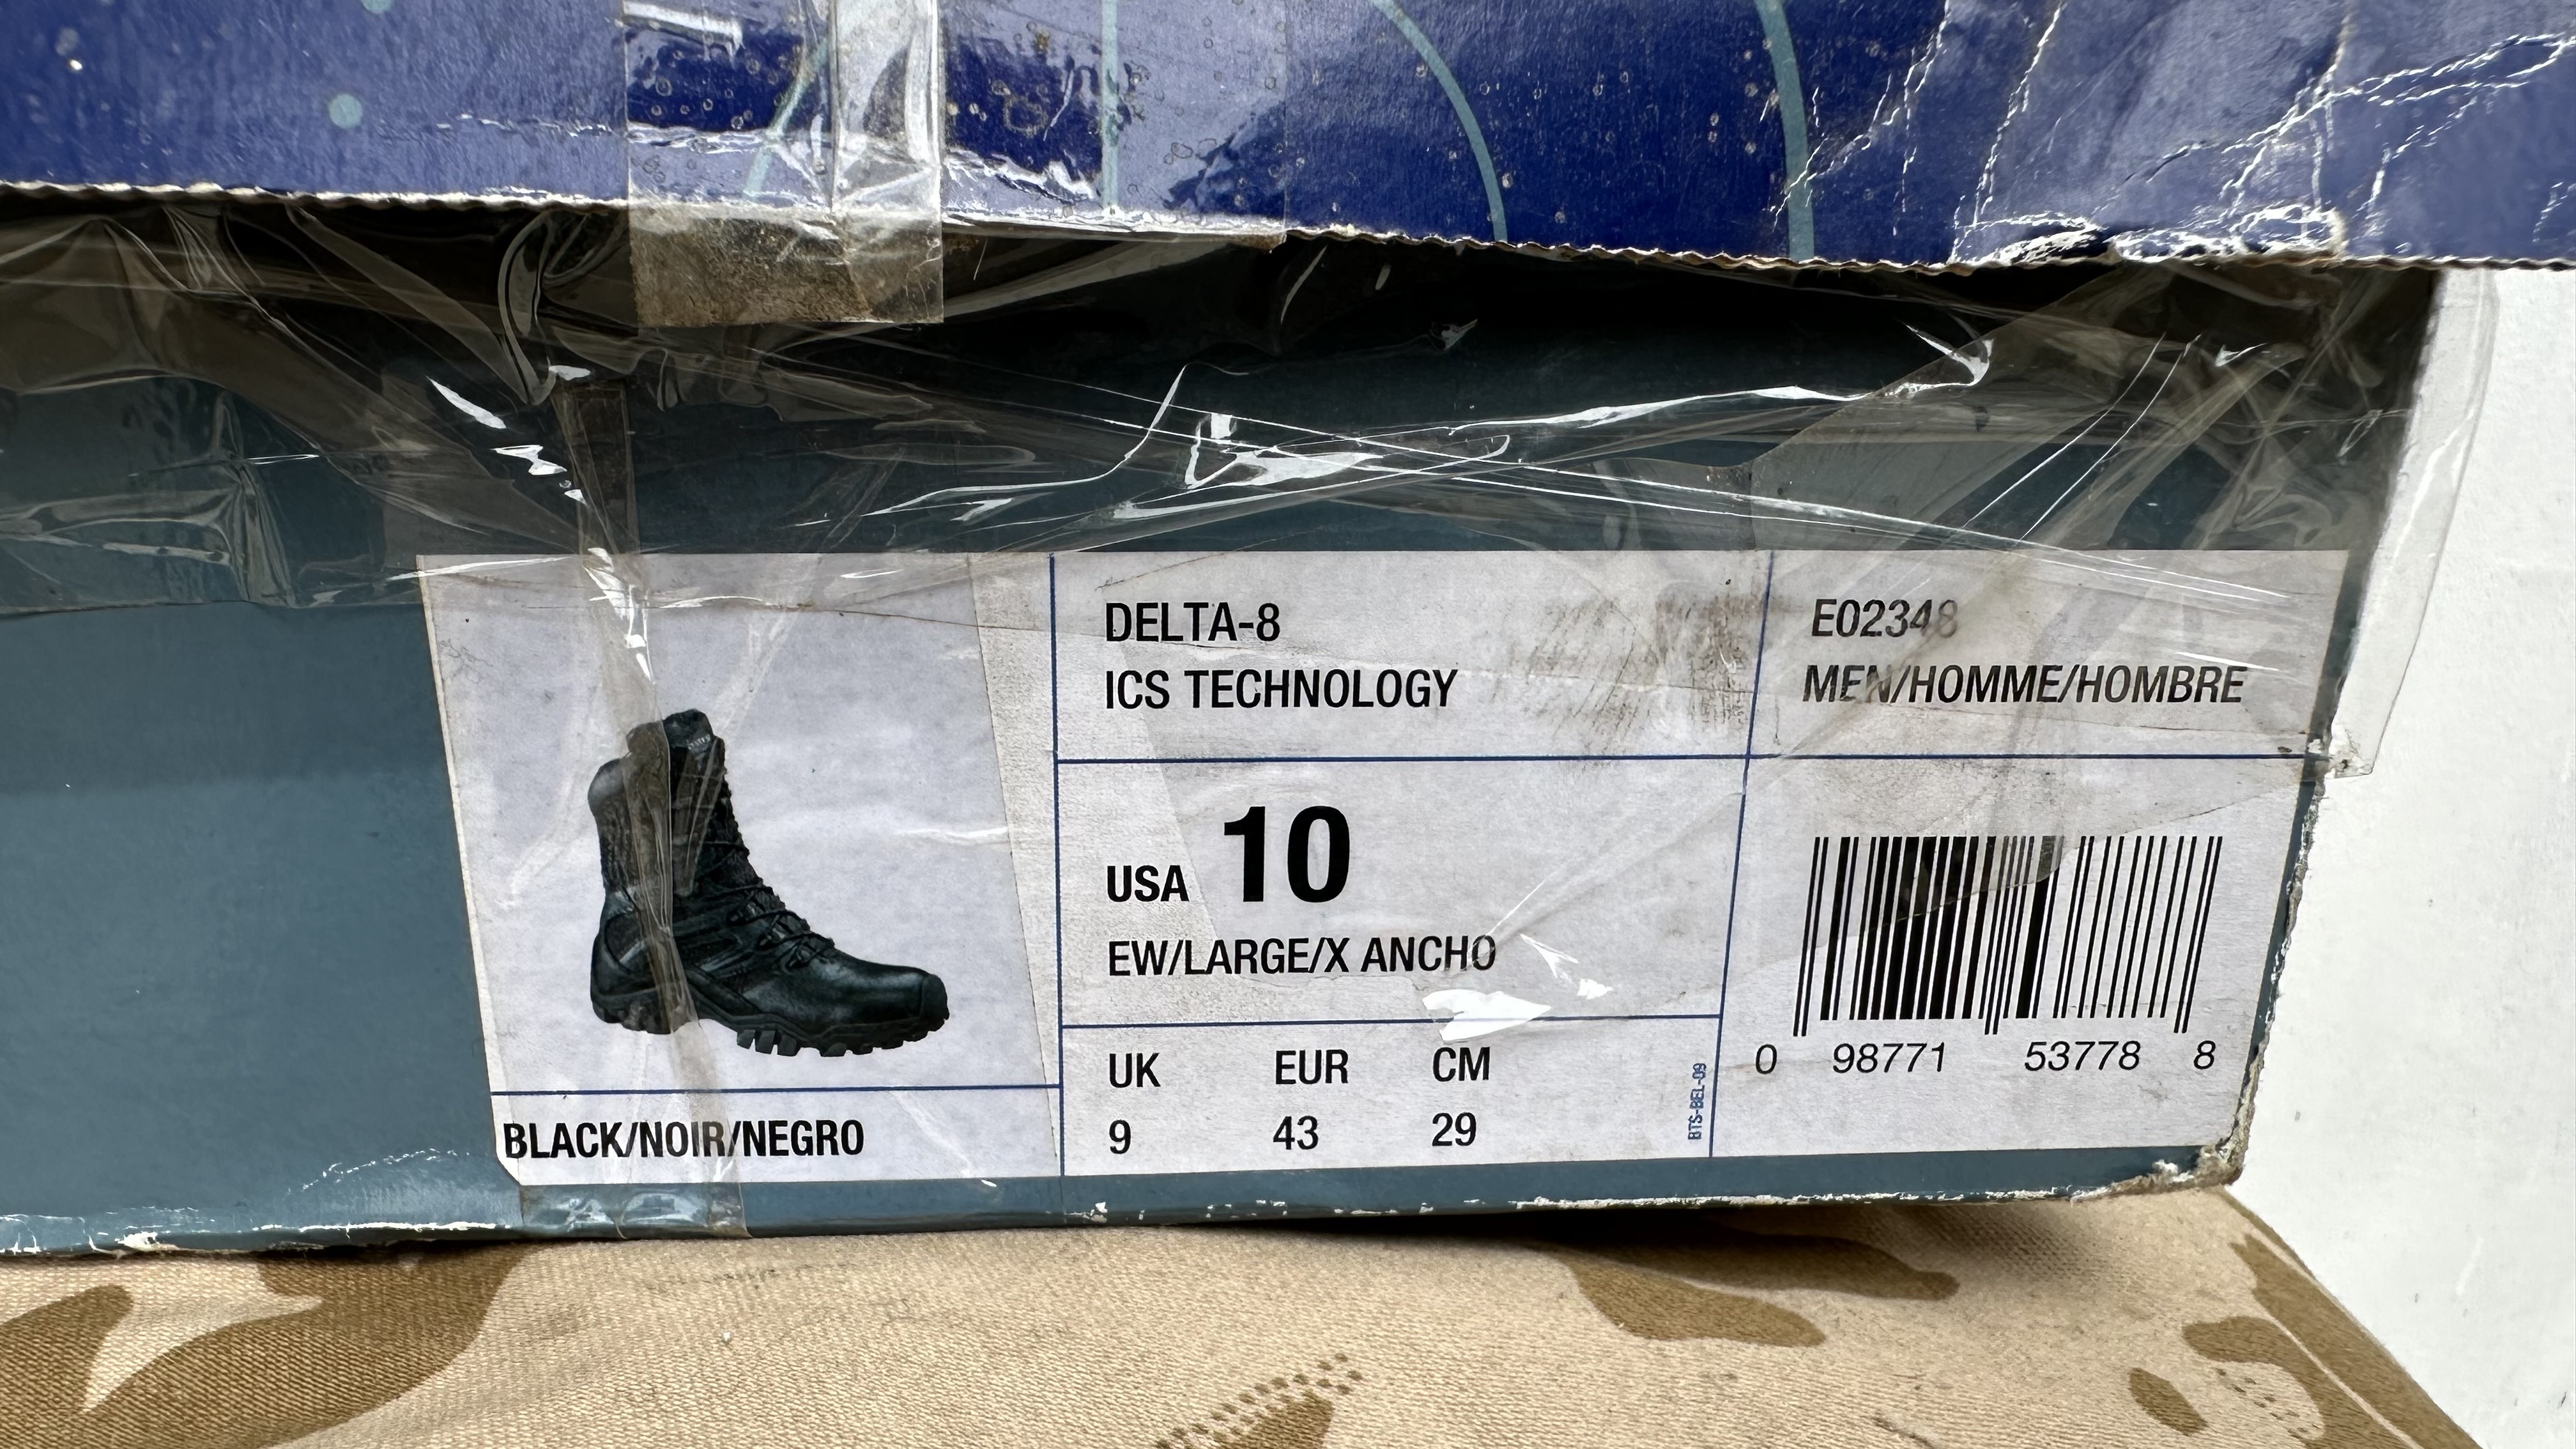 DELTA-8
ICS TECHNOLOGY
E02348
MEN/HOMME/HOMBRE
USA 10
EW/LARGE/X ANCHO
UK EUR CM
9 43 29
BTS-BEL-09
0 98771 53778 8
BLACK/NOIR/NEGRO